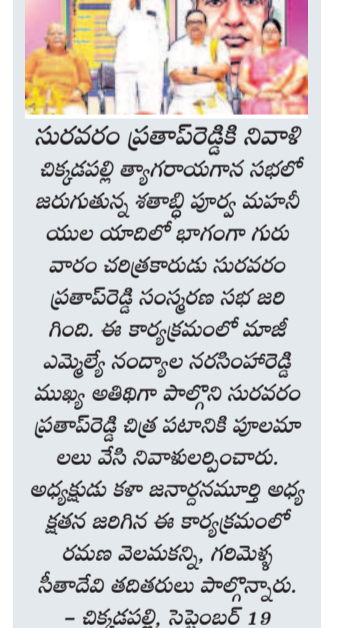 సురవరం ప్రతాప్‌రెడ్డికి నివాళి
చిక్కడపల్లి త్యాగరాయగాన సభలో
జరుగుతున్న శతాబ్ధి పూర్వ మహనీ
యుల యాదిలో భాగంగా గురు
వారం చరిత్రకారుడు సురవరం
ప్రతాప్‌రెడ్డి సంస్మరణ సభ జరి
గింది. ఈ కార్యక్రమంలో మాజీ
ఎమ్మెల్యే నంద్యాల నరసింహారెడ్డి
ముఖ్య అతిథిగా పాల్గొని సురవరం
ప్రతాప్‌రెడ్డి చిత్ర పటానికి పూలమా
లలు వేసి నివాళులర్పించారు.
అధ్యక్షుడు కళా జనార్దనమూర్తి అధ్య
క్షతన జరిగిన ఈ కార్యక్రమంలో
రమణ వెలమకన్ని, గరిమెళ్ళ
సీతాదేవి తదితరులు పాల్గొన్నారు.
– చిక్కడపల్లి, సెప్టెంబర్ 19